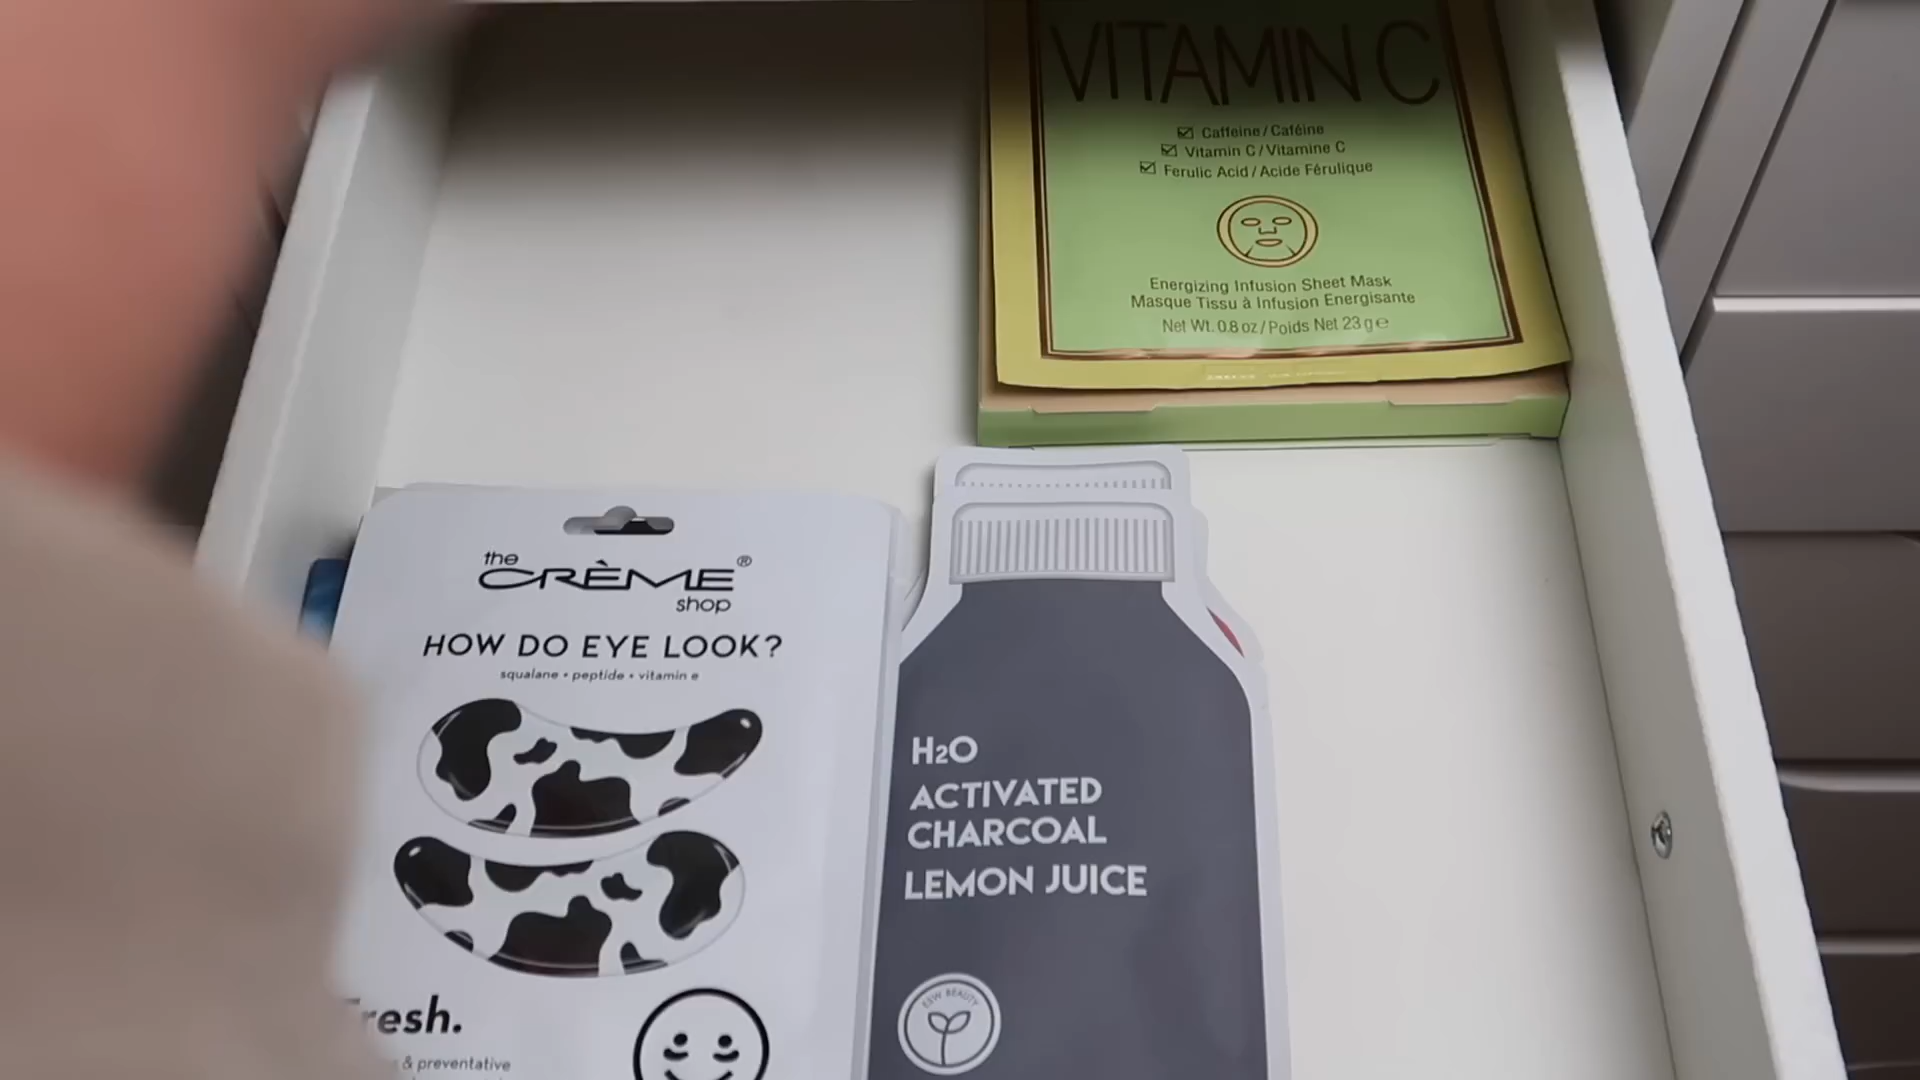 VITAMIN C
Caffeine / Caféine
Vitamin C / Vitamine C
Ferulic Acid / Acide Férulique
Energizing Infusion Sheet Mask
Masque Tissu à Infusion Energisante
Net Wt. 0.8 oz / Poids Net 23 g e
the
CRÈME®
shop
HOW DO EYE LOOK?
squalane • peptide • vitamin e
resh.
& preventative
H2O
ACTIVATED
CHARCOAL
LEMON JUICE
ESW BEAUTY